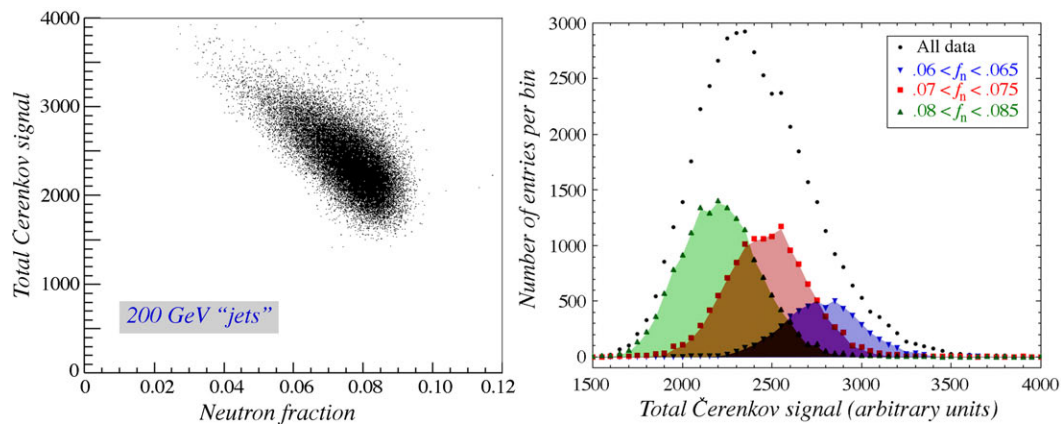 4000
3000
2000
1000
0
Total Čerenkov signal
200 GeV “jets”
0 0.02 0.04 0.06 0.08 0.10 0.12
Neutron fraction
3000
2500
2000
1500
1000
500
0
Number of entries per bin
All data
.06 < fn < .065
.07 < fn < .075
.08 < fn < .085
1500 2000 2500 3000 3500 4000
Total Čerenkov signal (arbitrary units)